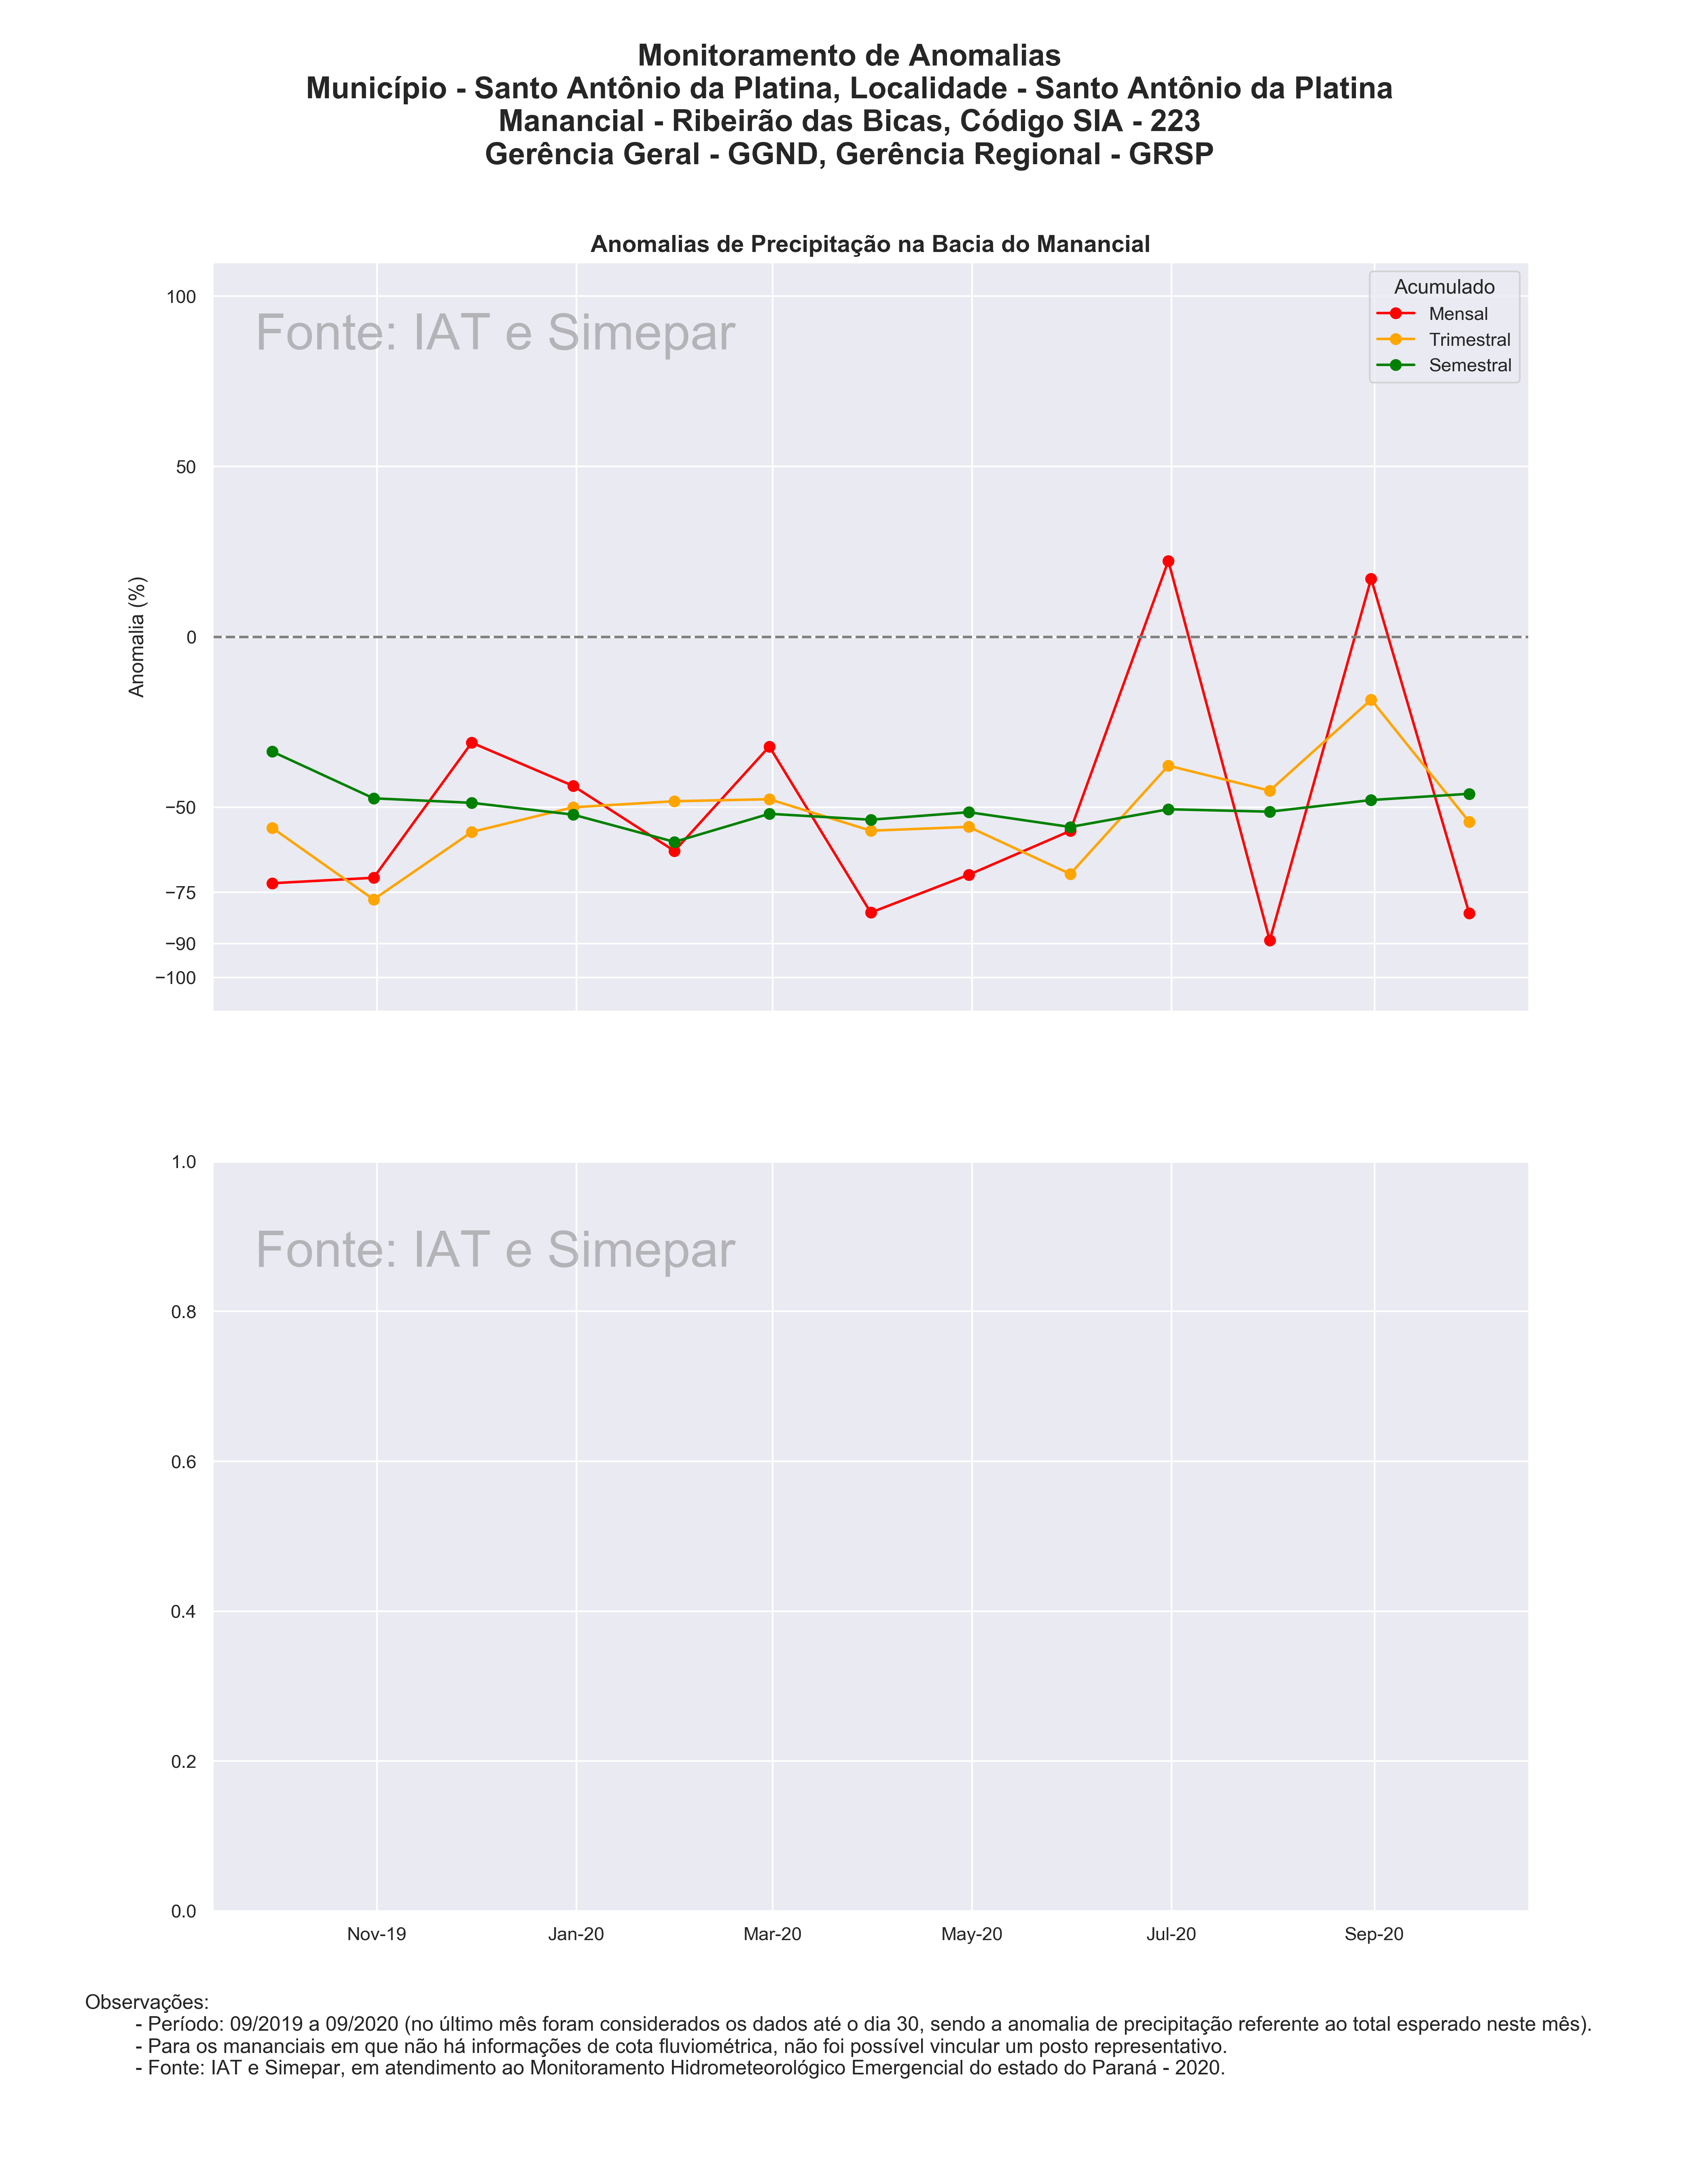 Monitoramento de Anomalias
Município - Santo Antônio da Platina, Localidade - Santo Antônio da Platina
Manancial - Ribeirão das Bicas, Código SIA - 223
Gerência Geral - GGND, Gerência Regional - GRSP
Anomalias de Precipitação na Bacia do Manancial
Fonte: IAT e Simepar
Acumulado
Mensal
Trimestral
Semestral
Anomalia (%)
100
50
0
−50
−75
−90
−100
Fonte: IAT e Simepar
1.0
0.8
0.6
0.4
0.2
0.0
Nov-19 Jan-20 Mar-20 May-20 Jul-20 Sep-20
Observações:
- Período: 09/2019 a 09/2020 (no último mês foram considerados os dados até o dia 30, sendo a anomalia de precipitação referente ao total esperado neste mês).
- Para os mananciais em que não há informações de cota fluviométrica, não foi possível vincular um posto representativo.
- Fonte: IAT e Simepar, em atendimento ao Monitoramento Hidrometeorológico Emergencial do estado do Paraná - 2020.